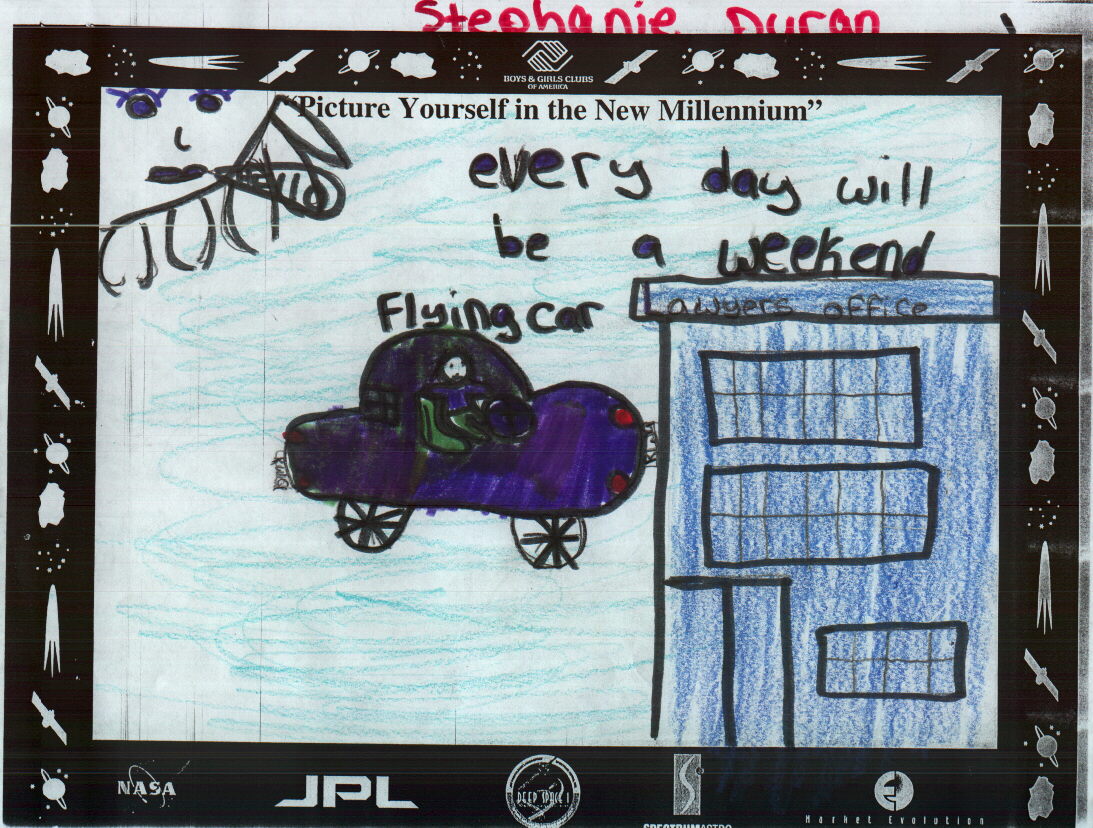 Stephanie Duran
BOYS & GIRLS CLUBS
OF AMERICA
“Picture Yourself in the New Millennium”
every day will
be a weekend
Flying car
Lawyers office
NASA
JPL
DEEP SPACE 1
SPECTRUMASTRO
Market Evolution